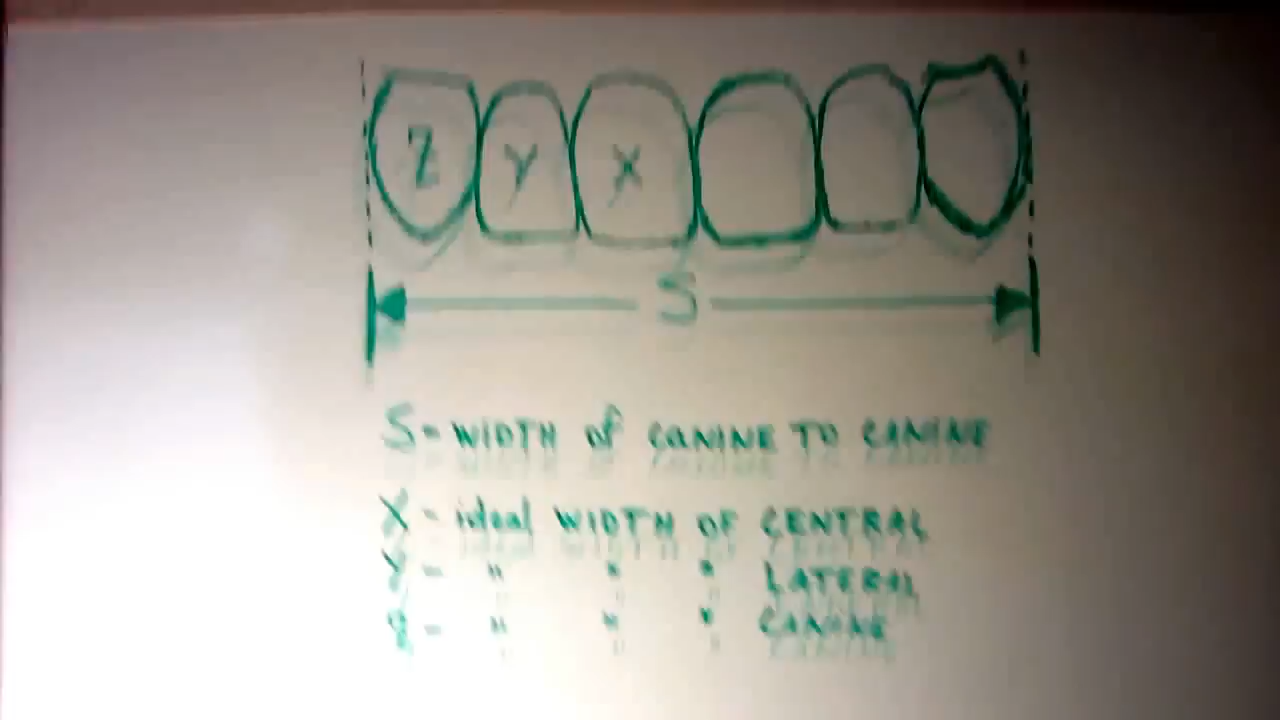 Z Y X
S
S = WIDTH of CANINE TO CANINE
X - ideal WIDTH OF CENTRAL
Y - " " " LATERAL
Z - " " " CANINE